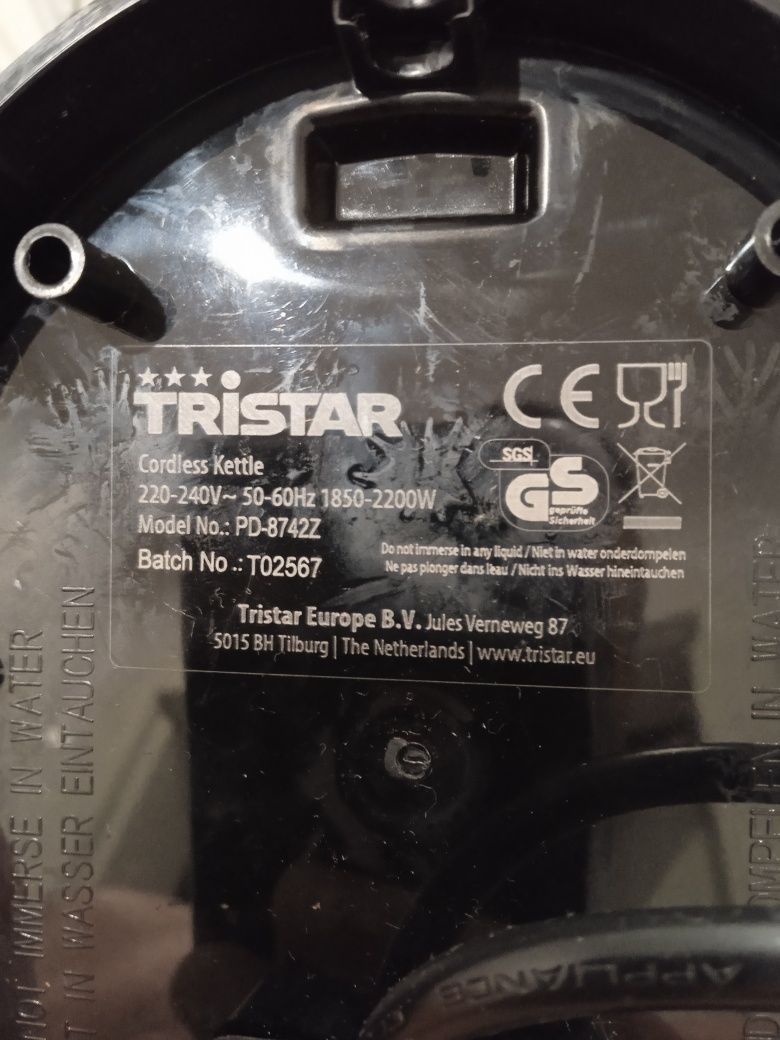 TRISTAR
CE
Cordless Kettle
220-240V~ 50-60Hz 1850-2200W
Model No.: PD-8742Z
Batch No .: T02567
SGS
GS
geprüfte
Sicherheit
Do not immerse in any liquid / Niet in water onderdompelen
Ne pas plonger dans l'eau / Nicht ins Wasser hineintauchen
Tristar Europe B.V. Jules Verneweg 87
5015 BH Tilburg | The Netherlands | www.tristar.eu
NOT IMMERSE IN WATER
T IN WASSER EINTAUCHEN
IN WATER
APPLIANCE